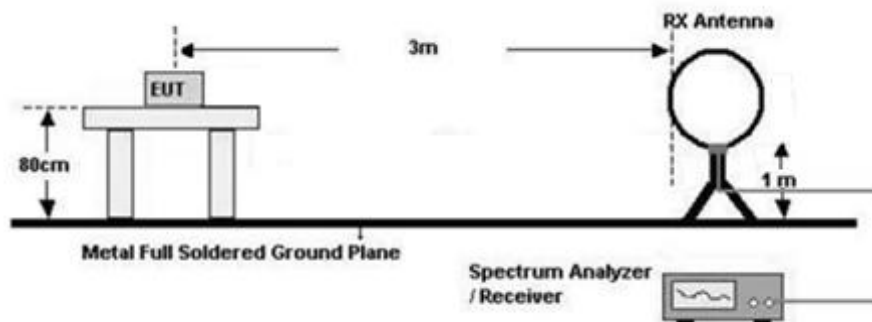 RX Antenna
3m
EUT
80cm
1 m
Metal Full Soldered Ground Plane
Spectrum Analyzer
/ Receiver